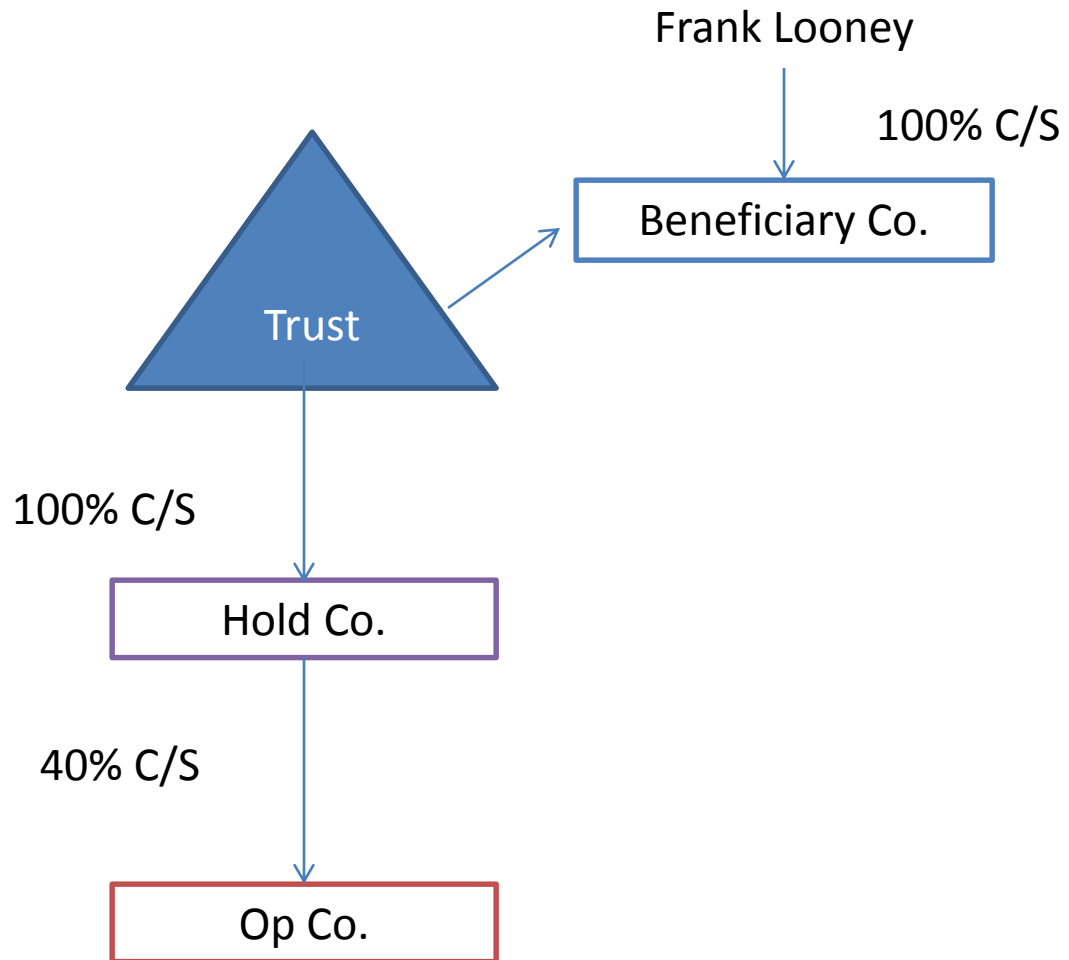 Frank Looney
100% C/S
Beneficiary Co.
Trust
100% C/S
Hold Co.
40% C/S
Op Co.